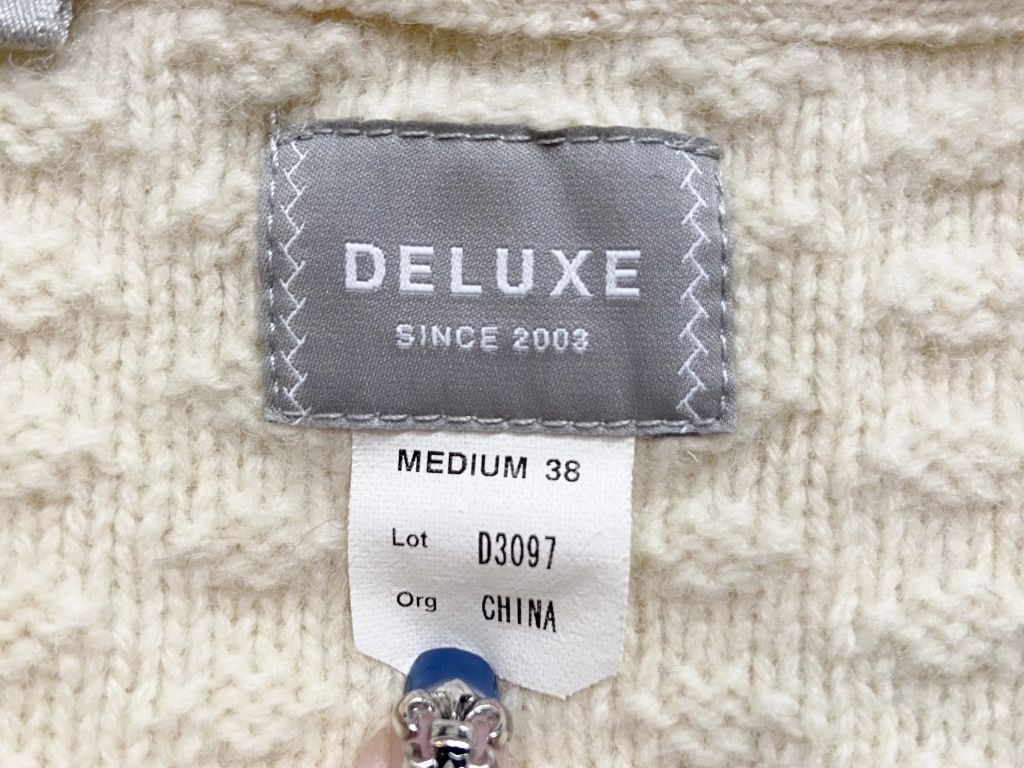 DELUXE
SINCE 2003
MEDIUM 38
Lot D3097
Org CHINA